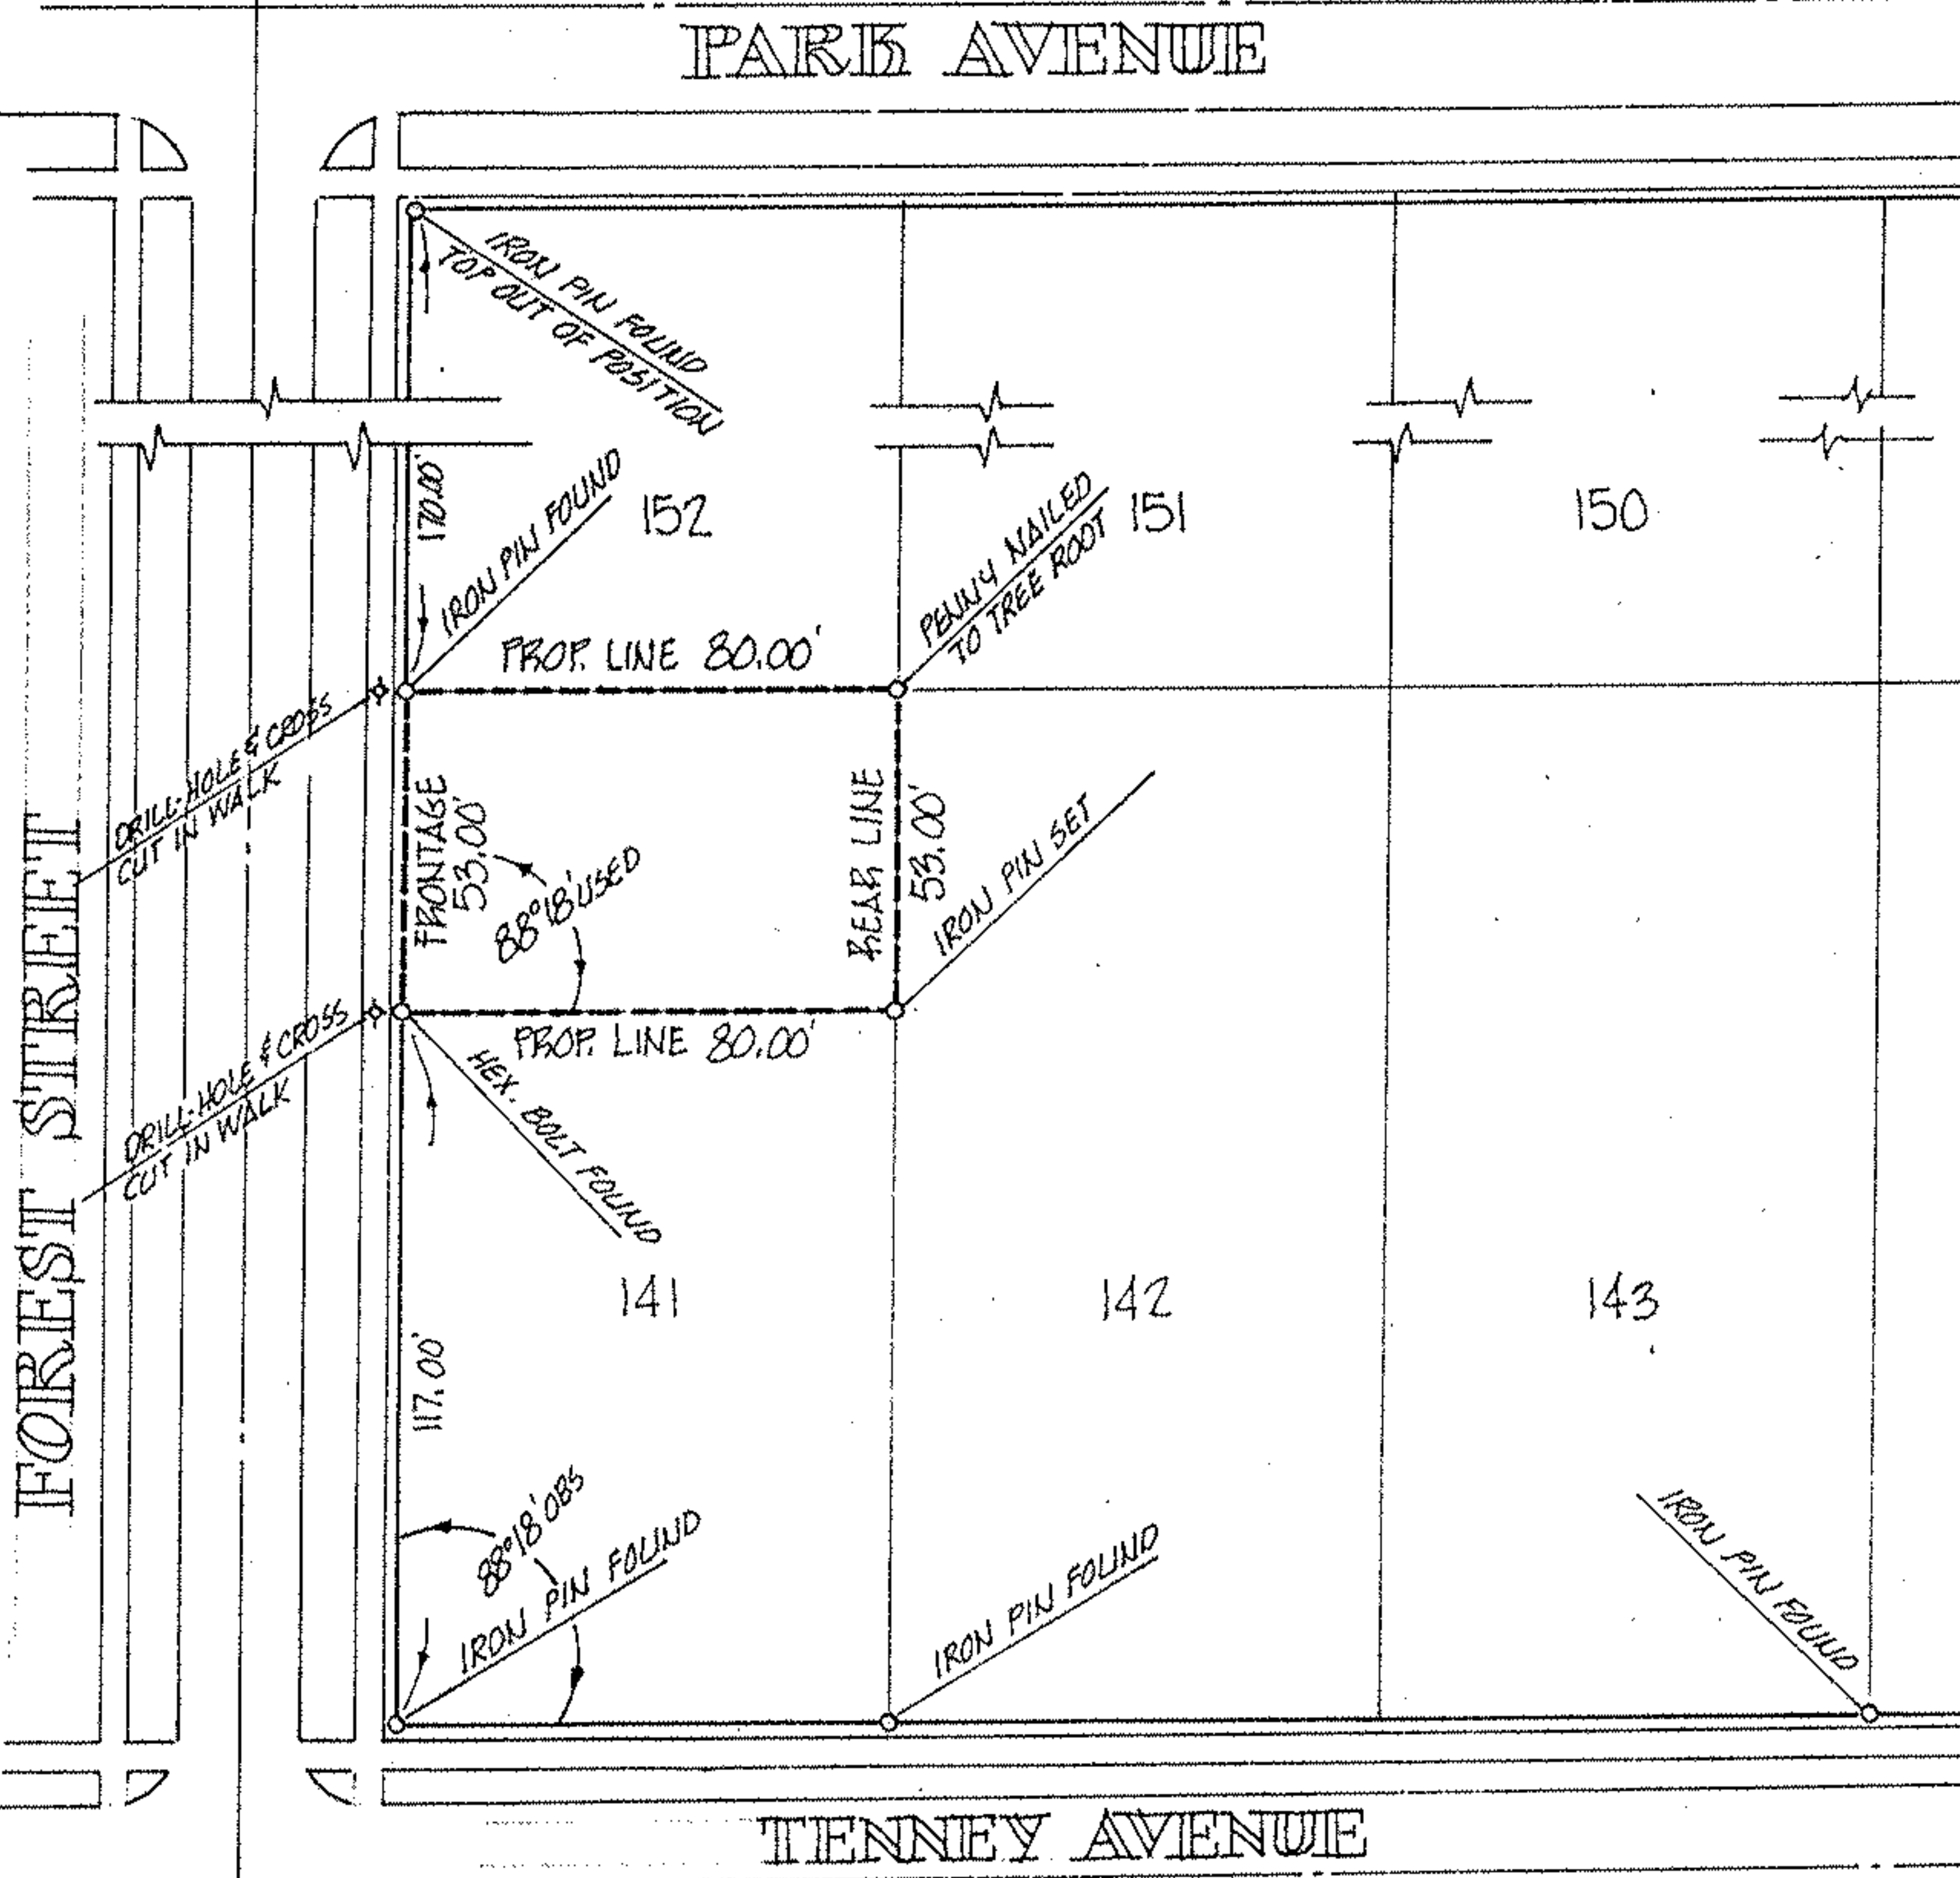 PARK AVENUE
IRON PIN FOUND
TOP OUT OF POSITION
170.00'
IRON PIN FOUND
152
PENNY NAILED
TO TREE ROOT
151
150
PROP. LINE 80.00'
DRILL-HOLE & CROSS
CUT IN WALK
FRONTAGE
53.00'
88°18' USED
REAR LINE
53.00'
IRON PIN SET
DRILL-HOLE & CROSS
CUT IN WALK
PROP. LINE 80.00'
HEX. BOLT FOUND
FOREST STREET
141
142
143
117.00'
88°18' OBS
IRON PIN FOUND
IRON PIN FOUND
IRON PIN FOUND
TENNEY AVENUE